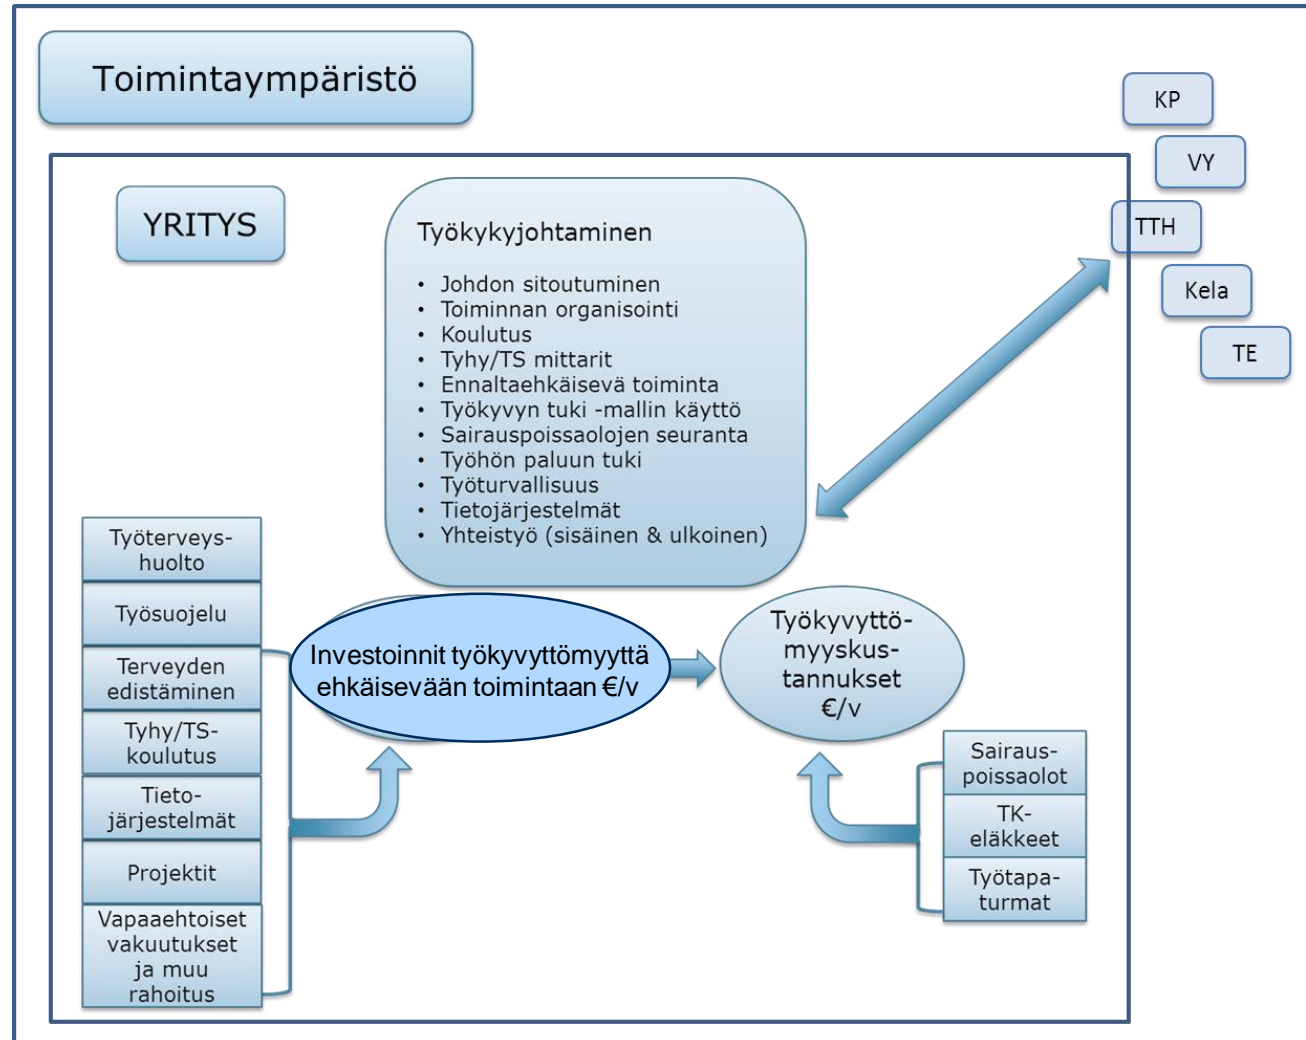 Toimintaympäristö
KP
VY
TTH
Kela
TE
YRITYS
Työkykyjohtaminen
• Johdon sitoutuminen
• Toiminnan organisointi
• Koulutus
• Tyhy/TS mittarit
• Ennaltaehkäisevä toiminta
• Työkyvyn tuki -mallin käyttö
• Sairauspoissaolojen seuranta
• Työhön paluun tuki
• Työturvallisuus
• Tietojärjestelmät
• Yhteistyö (sisäinen & ulkoinen)
Työterveys-
huolto
Työsuojelu
Terveyden
edistäminen
Tyhy/TS-
koulutus
Tieto-
järjestelmät
Projektit
Vapaaehtoiset
vakuutukset
ja muu
rahoitus
Investoinnit työkyvyttömyyttä
ehkäisevään toimintaan €/v
Työkyvyttö-
myyskus-
tannukset
€/v
Sairaus-
poissaolot
TK-
eläkkeet
Työtapa-
turmat